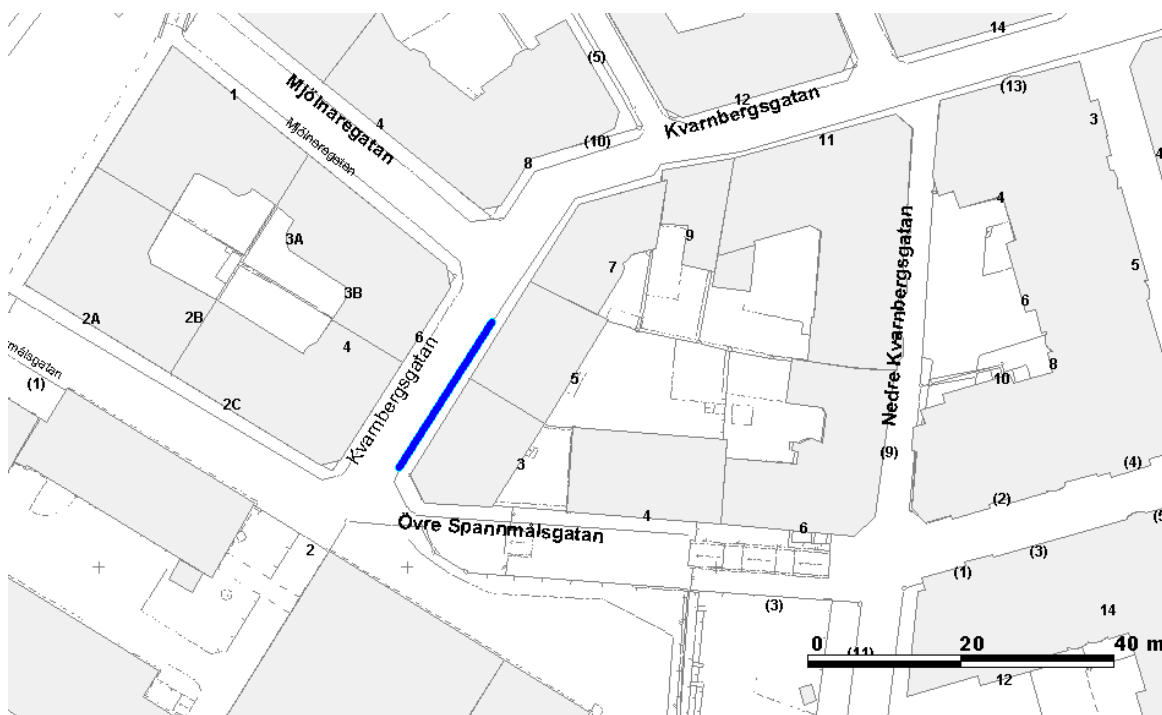 4
14
(5)
1
Mjölnaregatan
12
(13)
4
Kvarnbergsgatan
3
Mjölnaregatan
(10)
11
8
4
4
3A
9
Nedre Kvarnbergsgatan
7
5
3B
6
2A
2B
6
4
Kvarnbergsgatan
8
målsgatan
(1)
5
10
2C
(9)
3
(4)
(2)
4
Övre Spannmålsgatan
6
2
(3)
(1)
(3)
14
0
20
40 m
(11)
12